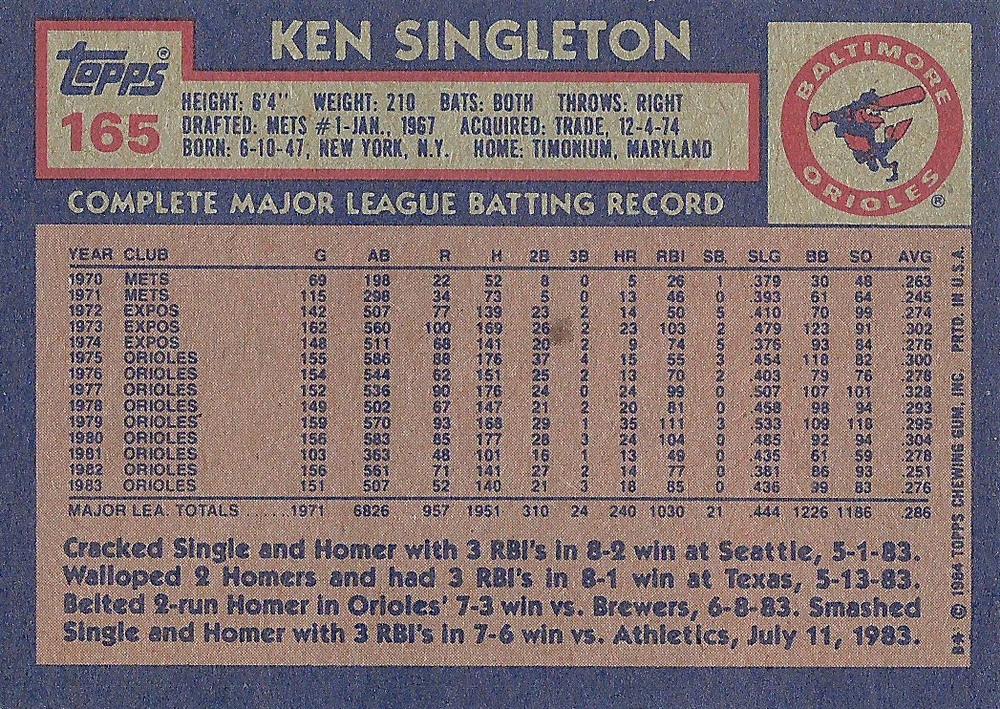 KEN SINGLETON
Topps®
165
HEIGHT: 6'4" WEIGHT: 210 BATS: BOTH THROWS: RIGHT
DRAFTED: METS #1-JAN., 1967 ACQUIRED: TRADE, 12-4-74
BORN: 6-10-47, NEW YORK, N.Y. HOME: TIMONIUM, MARYLAND
BALTIMORE
ORIOLES ®
COMPLETE MAJOR LEAGUE BATTING RECORD
YEAR CLUB G AB R H 2B 3B HR RBI SB. SLG BB SO AVG
1970 METS 69 198 22 52 8 0 5 26 1 .379 30 48 .263
1971 METS 115 298 34 73 5 0 13 46 0 .393 61 64 .245
1972 EXPOS 142 507 77 139 23 2 14 50 5 .410 70 99 .274
1973 EXPOS 162 560 100 169 26 2 23 103 2 .479 123 91 .302
1974 EXPOS 148 511 68 141 20 2 9 74 5 .376 93 84 .276
1975 ORIOLES 155 586 88 176 37 4 15 55 3 .454 118 82 .300
1976 ORIOLES 154 544 62 151 25 2 13 70 2 .403 79 76 .278
1977 ORIOLES 152 536 90 176 24 0 24 99 0 .507 107 101 .328
1978 ORIOLES 149 502 67 147 21 2 20 81 0 .458 98 94 .293
1979 ORIOLES 159 570 93 168 29 1 35 111 3 .533 109 118 .295
1980 ORIOLES 156 583 85 177 28 3 24 104 0 .485 92 94 .304
1981 ORIOLES 103 363 48 101 16 1 13 49 0 .435 61 59 .278
1982 ORIOLES 156 561 71 141 27 2 14 77 0 .381 86 93 .251
1983 ORIOLES 151 507 52 140 21 3 18 85 0 .436 99 83 .276
MAJOR LEA. TOTALS .....1971 6826 957 1951 310 24 240 1030 21 .444 1226 1186 .286
Cracked Single and Homer with 3 RBI's in 8-2 win at Seattle, 5-1-83.
Walloped 2 Homers and had 3 RBI's in 8-1 win at Texas, 5-13-83.
Belted 2-run Homer in Orioles' 7-3 win vs. Brewers, 6-8-83. Smashed
Single and Homer with 3 RBI's in 7-6 win vs. Athletics, July 11, 1983.
B* © 1984 TOPPS CHEWING GUM, INC. PRTD. IN U.S.A.